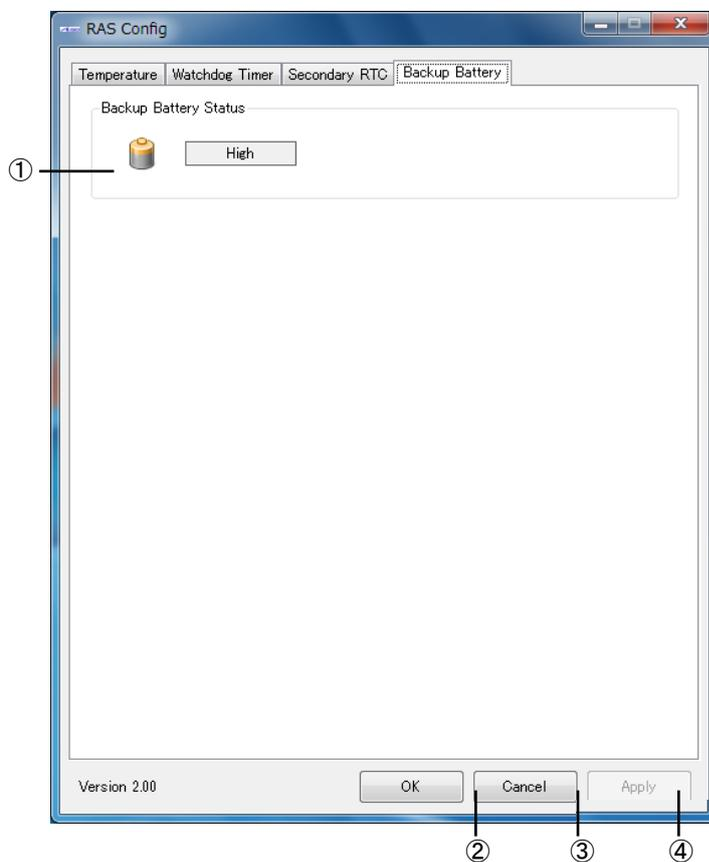 RAS Config
Temperature Watchdog Timer Secondary RTC Backup Battery
Backup Battery Status
High
①
Version 2.00 OK Cancel Apply
② ③ ④